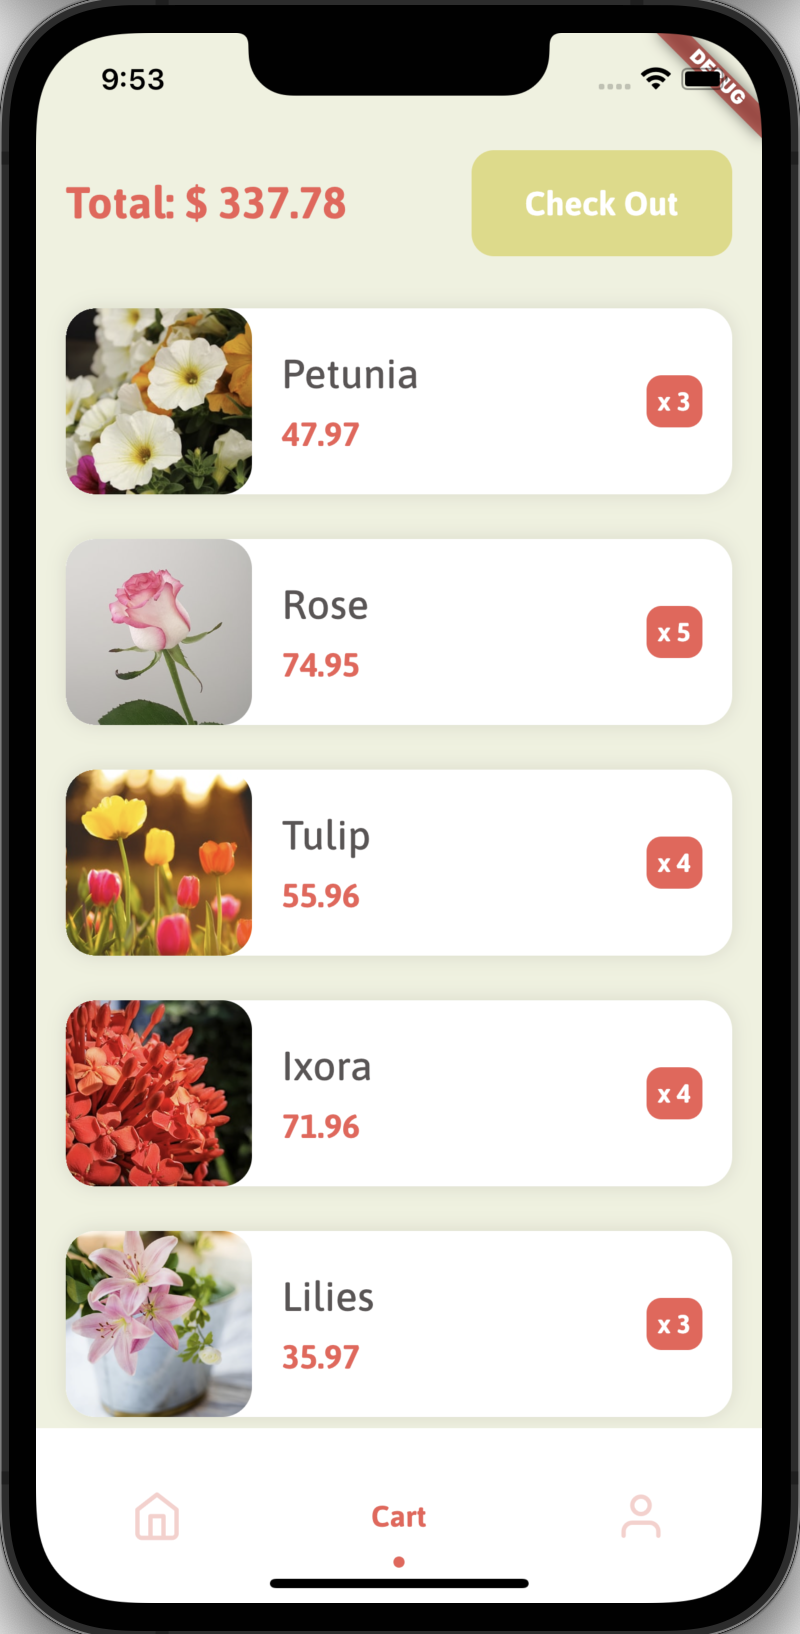 9:53
DEBUG
Total: $ 337.78
Check Out
Petunia
47.97
x 3
Rose
74.95
x 5
Tulip
55.96
x 4
Ixora
71.96
x 4
Lilies
35.97
x 3
Cart